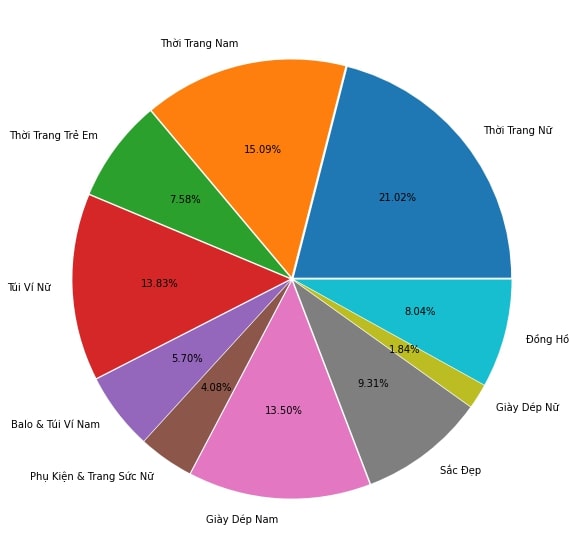 Thời Trang Nam
Thời Trang Nữ
Thời Trang Trẻ Em
15.09%
21.02%
7.58%
Túi Ví Nữ
13.83%
8.04%
Đồng Hồ
5.70%
1.84%
4.08%
9.31%
Giày Dép Nữ
13.50%
Balo & Túi Ví Nam
Sắc Đẹp
Phụ Kiện & Trang Sức Nữ
Giày Dép Nam